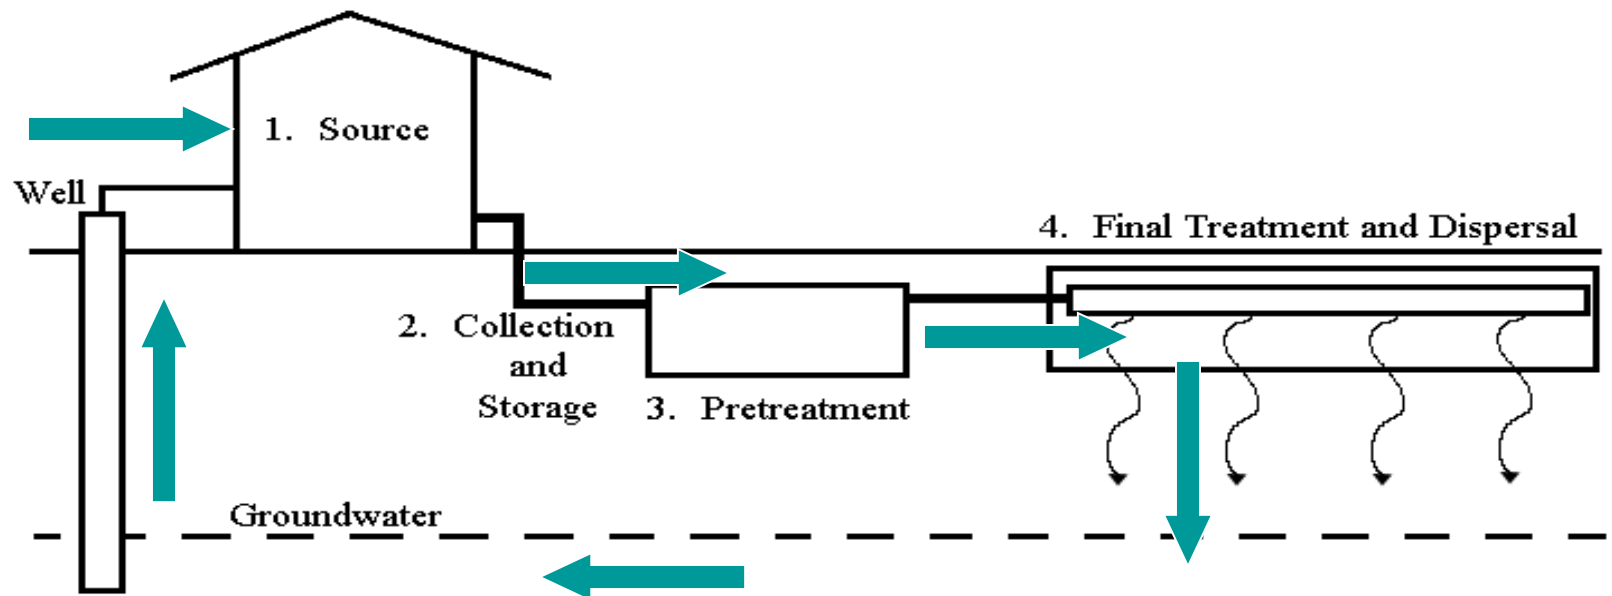 1. Source
Well
4. Final Treatment and Dispersal
2. Collection
and
Storage
3. Pretreatment
Groundwater